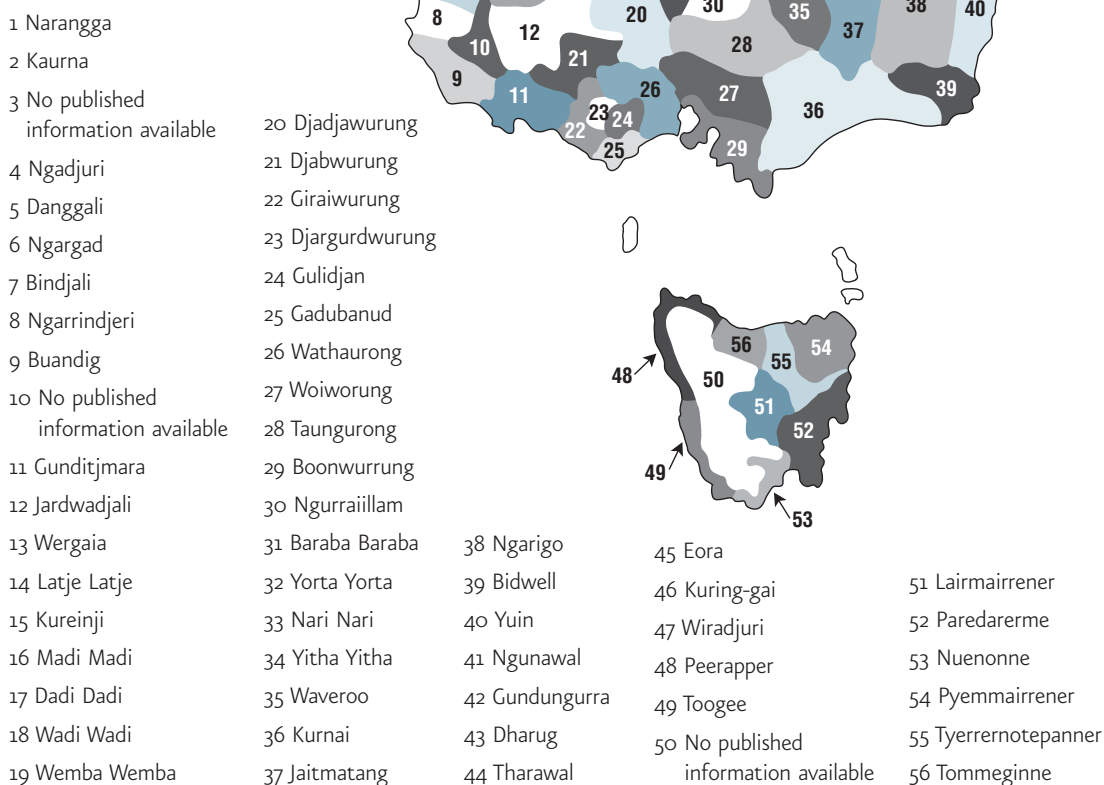 1 Narangga
2 Kaurna
3 No published
information available
4 Ngadjuri
5 Danggali
6 Ngargad
7 Bindjali
8 Ngarrindjeri
9 Buandig
10 No published
information available
11 Gunditjmara
12 Jardwadjali
13 Wergaia
14 Latje Latje
15 Kureinji
16 Madi Madi
17 Dadi Dadi
18 Wadi Wadi
19 Wemba Wemba
20 Djadjawurung
21 Djabwurung
22 Giraiwurung
23 Djargurdwurung
24 Gulidjan
25 Gadubanud
26 Wathaurong
27 Woiworung
28 Taungurong
29 Boonwurrung
30 Ngurraiillam
31 Baraba Baraba
32 Yorta Yorta
33 Nari Nari
34 Yitha Yitha
35 Waveroo
36 Kurnai
37 Jaitmatang
38 Ngarigo
39 Bidwell
40 Yuin
41 Ngunawal
42 Gundungurra
43 Dharug
44 Tharawal
45 Eora
46 Kuring-gai
47 Wiradjuri
48 Peerapper
49 Toogee
50 No published
information available
51 Lairmairrener
52 Paredarerme
53 Nuenonne
54 Pyemmairrener
55 Tyerrernotepanner
56 Tommeginne
8
12
20
30
35
38
40
10
21
28
37
9
11
26
27
39
23
24
36
22
25
29
56
54
55
48
50
51
52
49
53